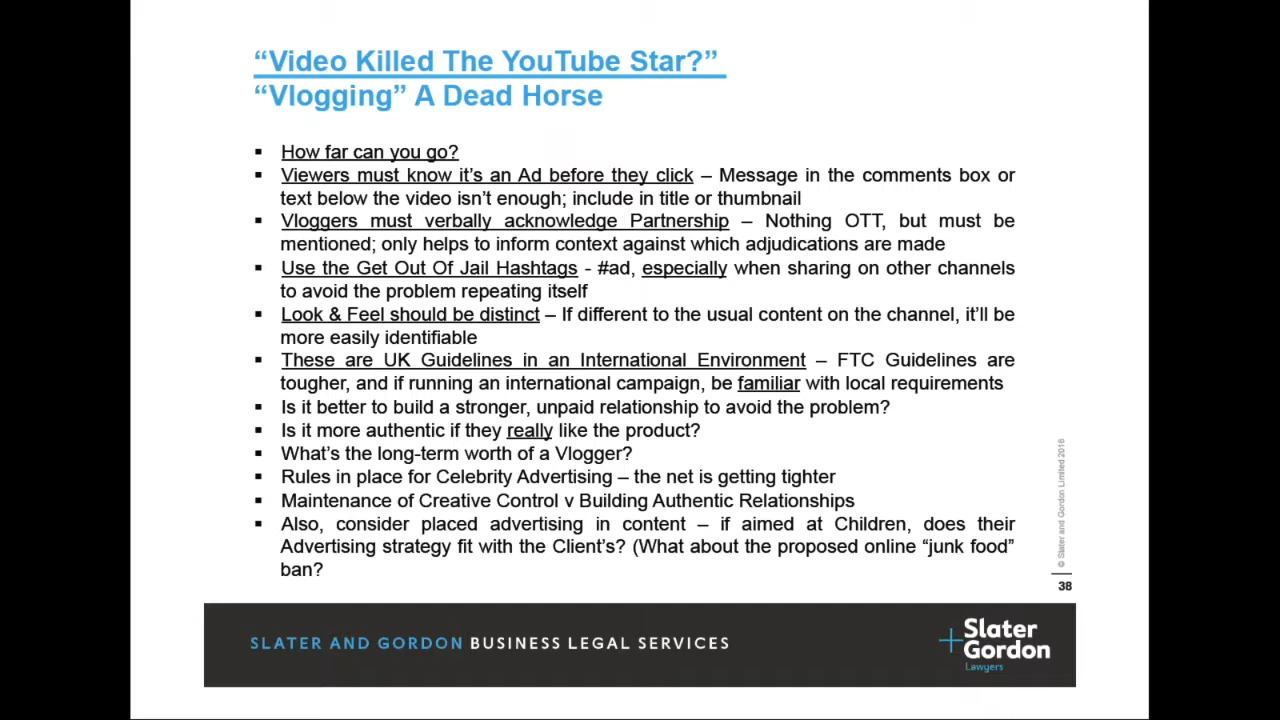 “Video Killed The YouTube Star?”
“Vlogging” A Dead Horse
▪ How far can you go?
▪ Viewers must know it’s an Ad before they click – Message in the comments box or
text below the video isn’t enough; include in title or thumbnail
▪ Vloggers must verbally acknowledge Partnership – Nothing OTT, but must be
mentioned; only helps to inform context against which adjudications are made
▪ Use the Get Out Of Jail Hashtags - #ad, especially when sharing on other channels
to avoid the problem repeating itself
▪ Look & Feel should be distinct – If different to the usual content on the channel, it’ll be
more easily identifiable
▪ These are UK Guidelines in an International Environment – FTC Guidelines are
tougher, and if running an international campaign, be familiar with local requirements
▪ Is it better to build a stronger, unpaid relationship to avoid the problem?
▪ Is it more authentic if they really like the product?
▪ What’s the long-term worth of a Vlogger?
▪ Rules in place for Celebrity Advertising – the net is getting tighter
▪ Maintenance of Creative Control v Building Authentic Relationships
▪ Also, consider placed advertising in content – if aimed at Children, does their
Advertising strategy fit with the Client’s? (What about the proposed online “junk food”
ban?
© Slater and Gordon Limited 2016
38
SLATER AND GORDON BUSINESS LEGAL SERVICES
Slater
Gordon
Lawyers